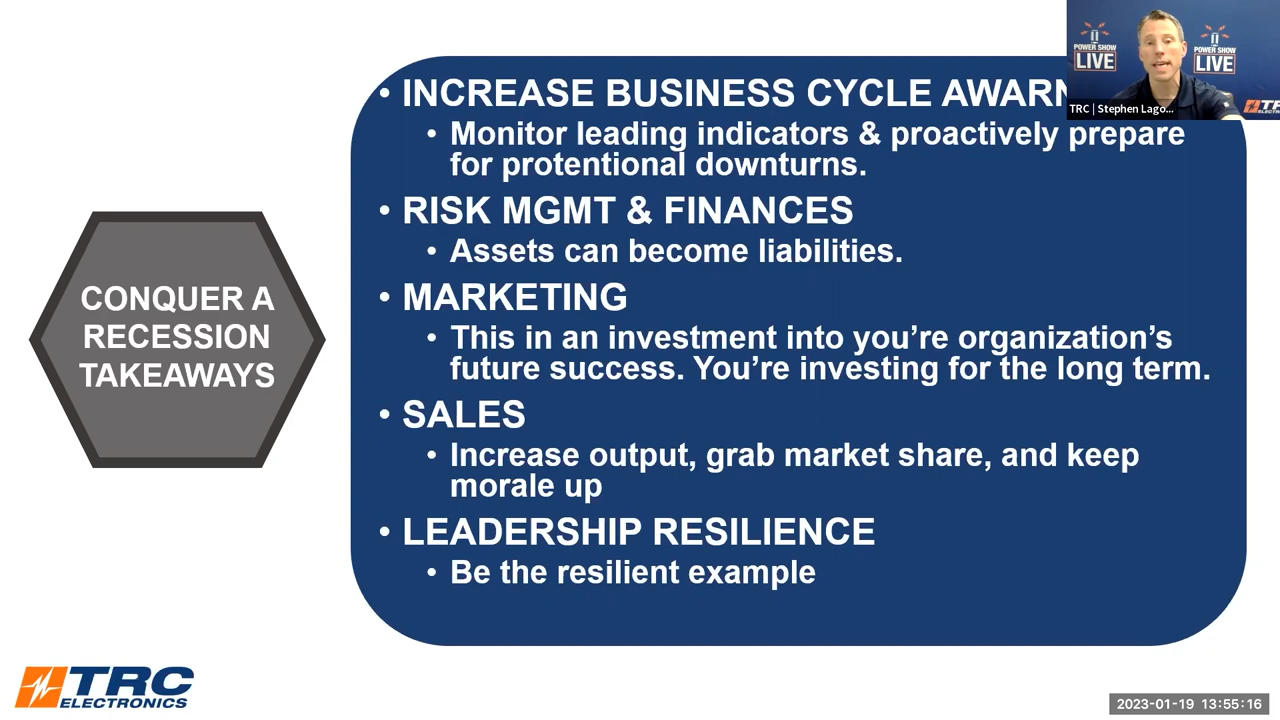 • INCREASE BUSINESS CYCLE
• Monitor leading indicators & proactively prepare
for protentional downturns.
• RISK MGMT & FINANCES
• Assets can become liabilities.
• MARKETING
• This in an investment into you’re organization’s
future success. You’re investing for the long term.
• SALES
• Increase output, grab market share, and keep
morale up
• LEADERSHIP RESILIENCE
• Be the resilient example
CONQUER A
RECESSION
TAKEAWAYS
POWER SHOW
LIVE
POWER SHOW
LIVE
TRC | Stephen Lago...
TRC
ELECTRONICS
2023-01-19 13:55:16